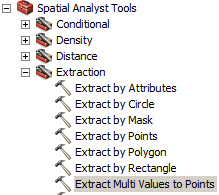 Spatial Analyst Tools
Conditional
Density
Distance
Extraction
Extract by Attributes
Extract by Circle
Extract by Mask
Extract by Points
Extract by Polygon
Extract by Rectangle
Extract Multi Values to Points